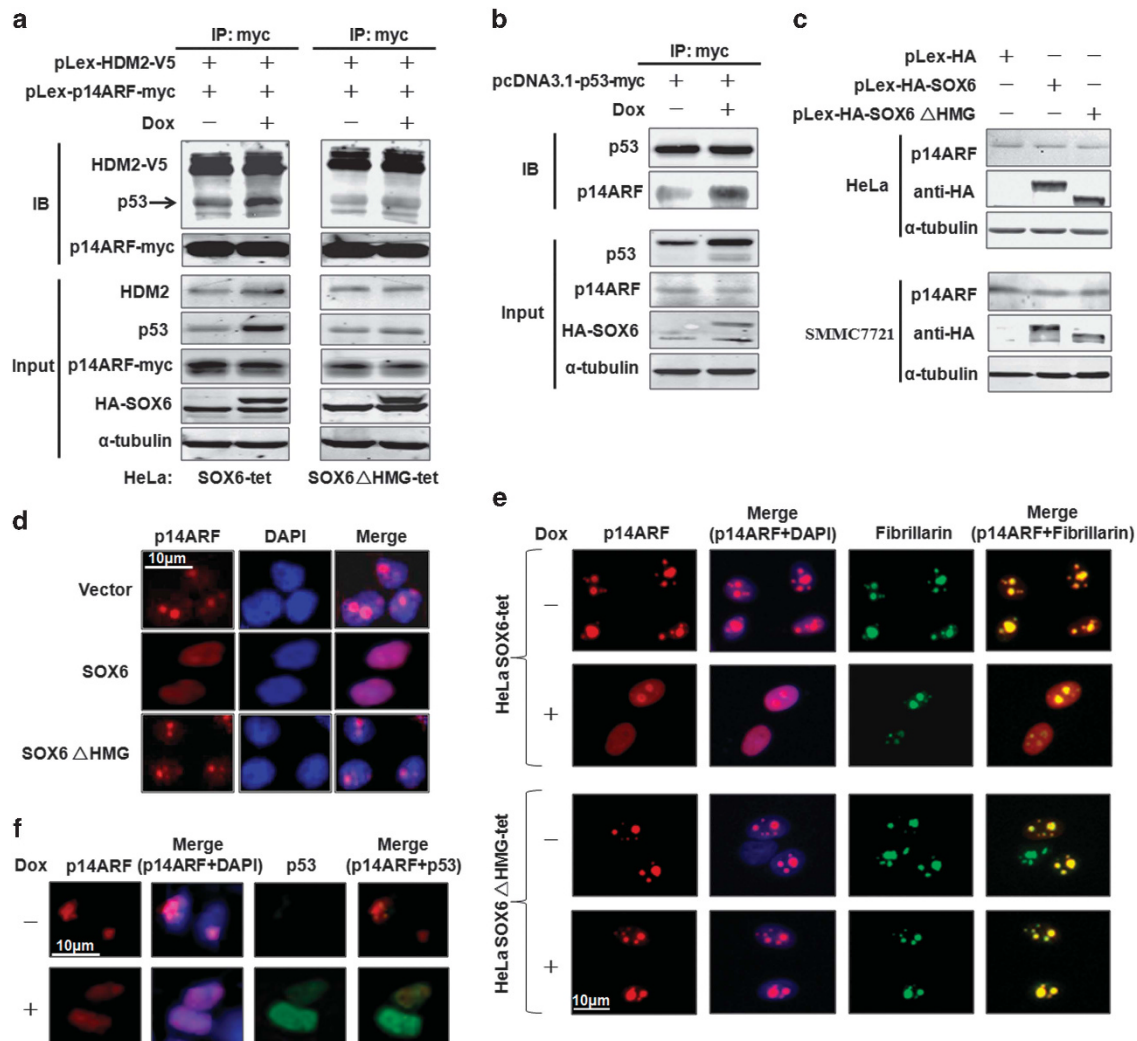 a
IP: myc IP: myc
pLex-HDM2-V5 + + + +
pLex-p14ARF-myc + + + +
Dox − + − +
IB
HDM2-V5
p53
p14ARF-myc
Input
HDM2
p53
p14ARF-myc
HA-SOX6
α-tubulin
HeLa: SOX6-tet SOX6△HMG-tet
b
IP: myc
pcDNA3.1-p53-myc + +
Dox − +
IB
p53
p14ARF
Input
p53
p14ARF
HA-SOX6
α-tubulin
c
pLex-HA + − −
pLex-HA-SOX6 − + −
pLex-HA-SOX6 △HMG − − +
HeLa
p14ARF
anti-HA
α-tubulin
SMMC7721
p14ARF
anti-HA
α-tubulin
d
p14ARF DAPI Merge
10μm
Vector
SOX6
SOX6 △HMG
e
Dox p14ARF Merge (p14ARF+DAPI) Fibrillarin Merge (p14ARF+Fibrillarin)
HeLa SOX6-tet
−
+
HeLa SOX6 △HMG-tet
−
+
10μm
f
Dox p14ARF Merge (p14ARF+DAPI) p53 Merge (p14ARF+p53)
−
10μm
+